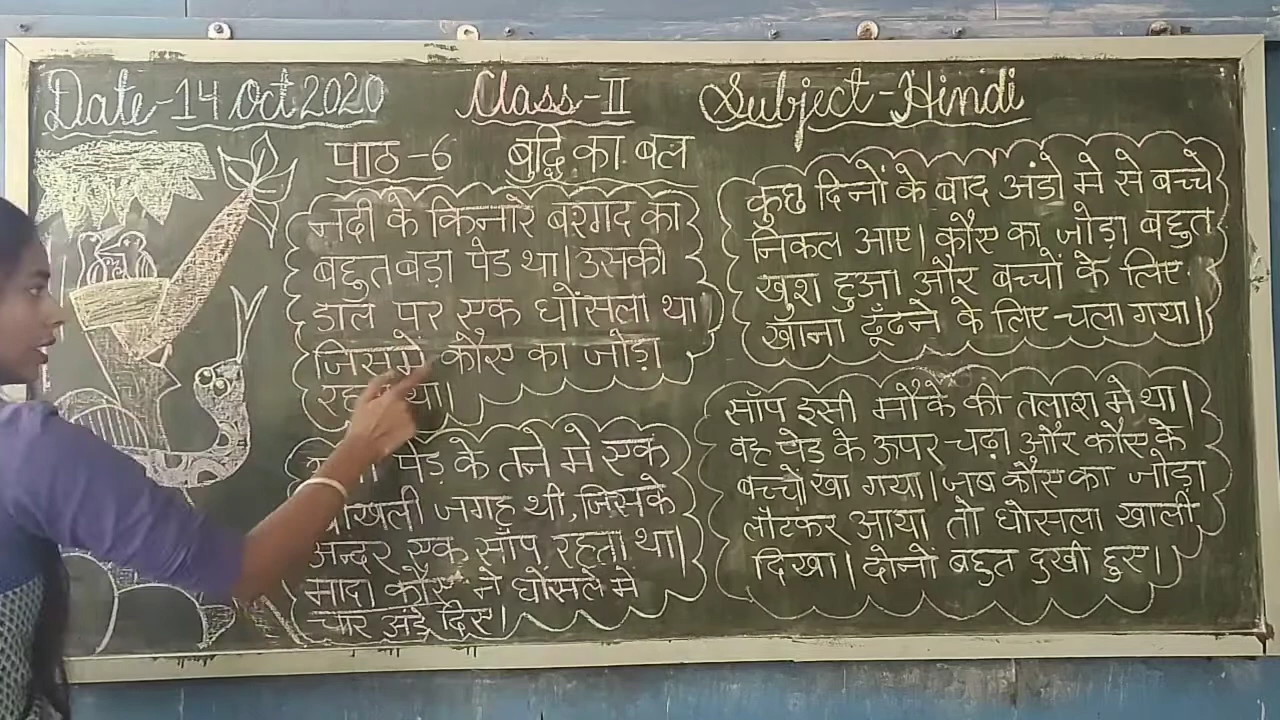 Date-14 Oct 2020 Class-II Subject-Hindi
पाठ-6 बुद्धि का बल
नदी के किनारे बरगद का
बहुत बड़ा पेड था। उसकी
डाल पर एक घोंसला था
जिसमे कौए का जोड़ा
था।
पेड़ के तने मे एक
जगह थी, जिसके
अन्दर एक साँप रहता था।
मादा कौए ने घोंसले मे
चार अंडे दिए।
कुछ दिनों के बाद अंडो मे से बच्चे
निकल आए। कौए का जोड़ा बहुत
खुश हुआ और बच्चों के लिए
खाना ढूँढने के लिए चला गया।
साँप इसी मौके की तलाश मे था।
वह पेड़ के ऊपर चढ़ा और कौए के
बच्चों खा गया। जब कौए का जोड़ा
लौटकर आया तो घोसला खाली
दिखा। दोनो बहुत दुखी हुए।